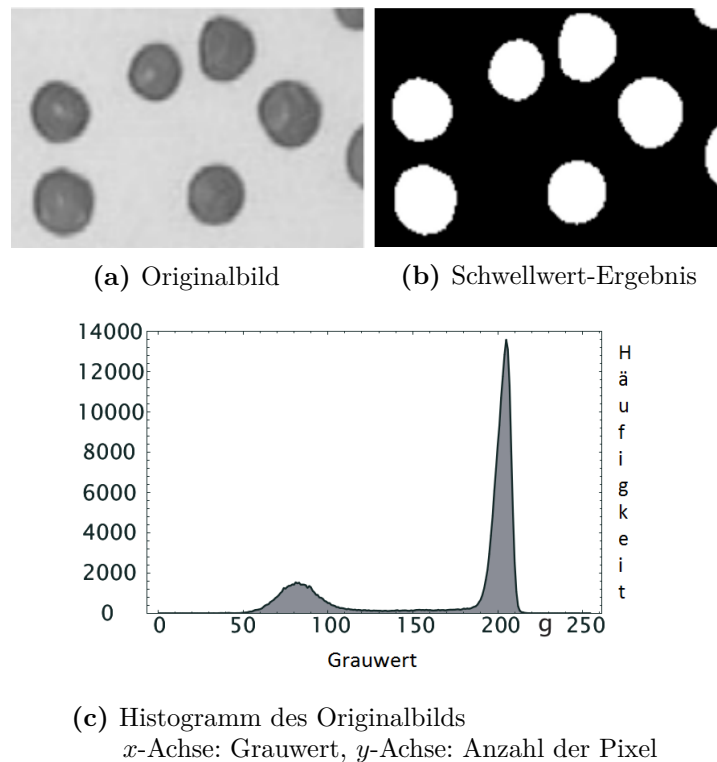 (a) Originalbild
(b) Schwellwert-Ergebnis
14000
12000
10000
8000
6000
4000
2000
0
0 50 100 150 200 g 250
Grauwert
H
ä
u
f
i
g
k
e
i
t
(c) Histogramm des Originalbilds
x-Achse: Grauwert, y-Achse: Anzahl der Pixel